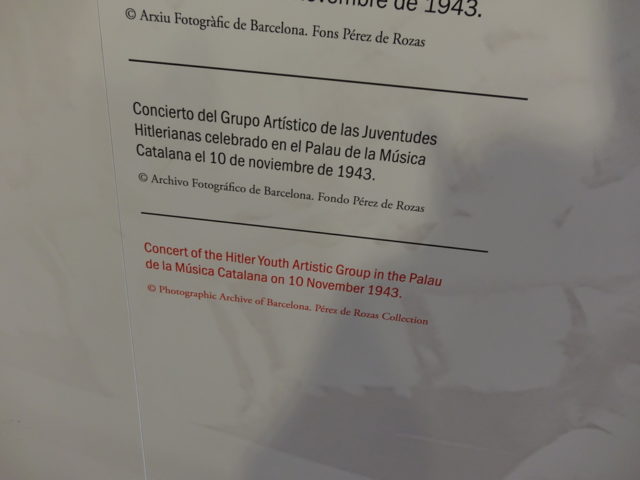 novembre de 1943.
© Arxiu Fotogràfic de Barcelona. Fons Pérez de Rozas
Concierto del Grupo Artístico de las Juventudes
Hitlerianas celebrado en el Palau de la Música
Catalana el 10 de noviembre de 1943.
© Archivo Fotográfico de Barcelona. Fondo Pérez de Rozas
Concert of the Hitler Youth Artistic Group in the Palau
de la Música Catalana on 10 November 1943.
© Photographic Archive of Barcelona. Pérez de Rozas Collection